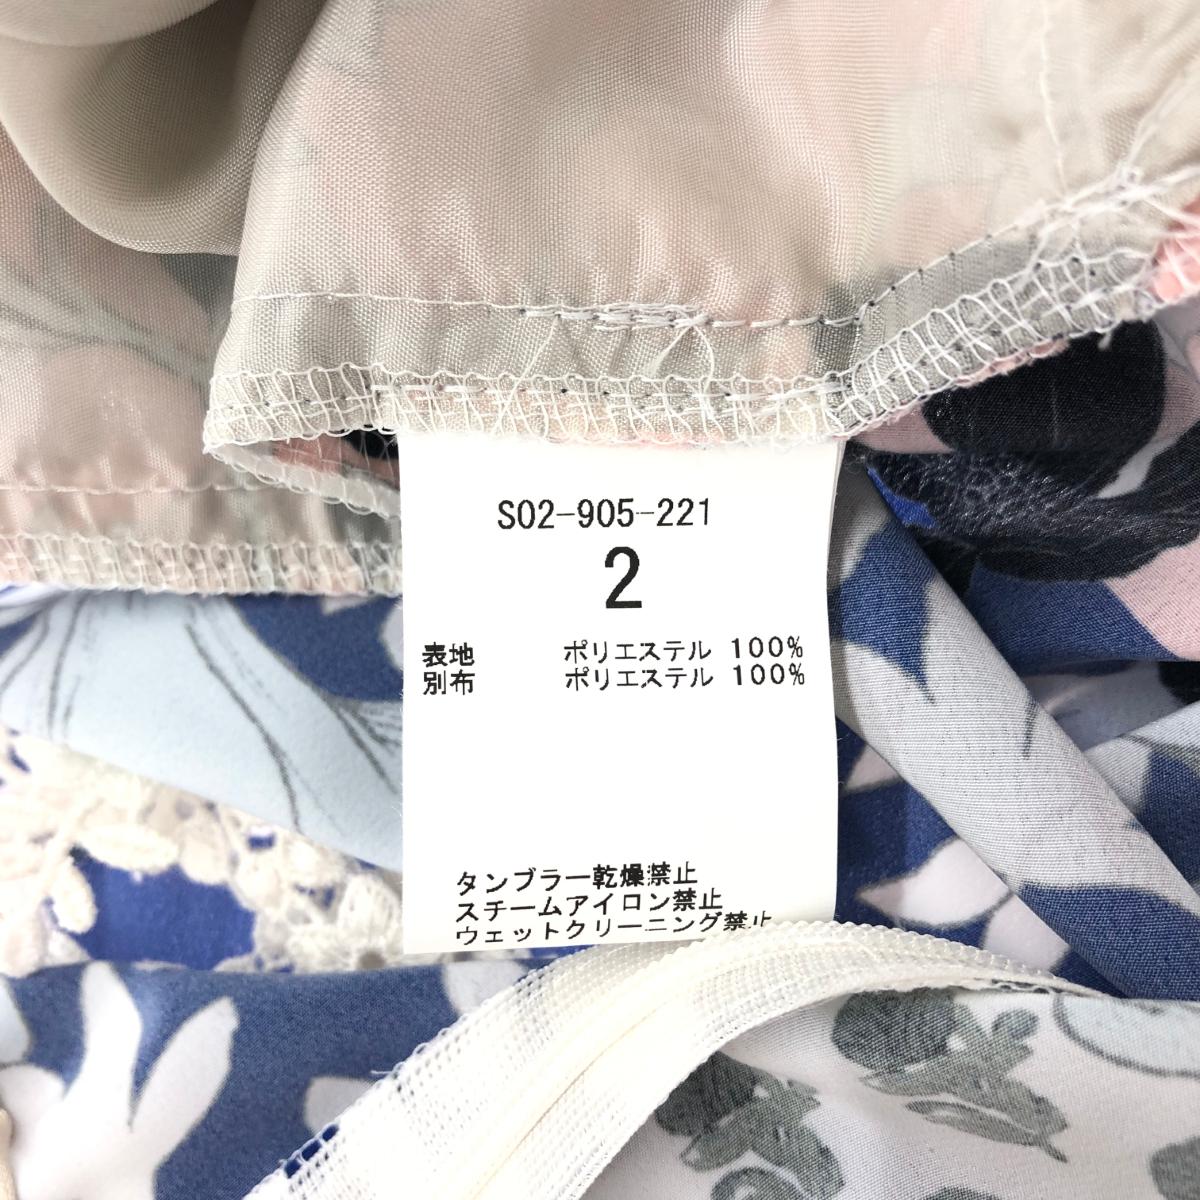 S02-905-221
2
表地 ポリエステル 100%
別布 ポリエステル 100%
タンブラー乾燥禁止
スチームアイロン禁止
ウェットクリーニング禁止